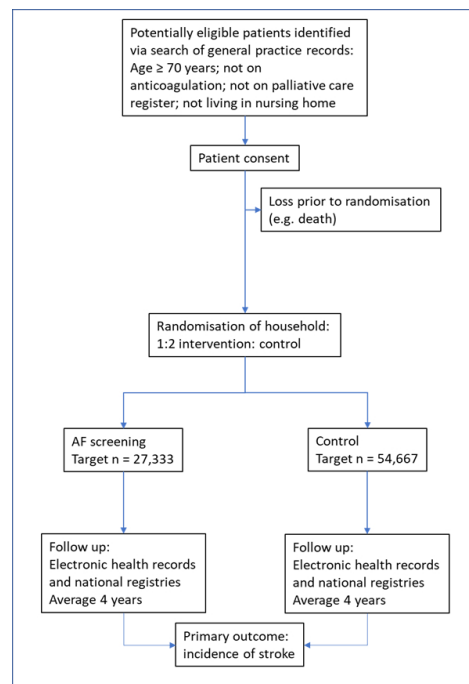 Potentially eligible patients identified
via search of general practice records:
Age ≥ 70 years; not on
anticoagulation; not on palliative care
register; not living in nursing home
Patient consent
Loss prior to randomisation
(e.g. death)
Randomisation of household:
1:2 intervention: control
AF screening
Target n = 27,333
Control
Target n = 54,667
Follow up:
Electronic health records
and national registries
Average 4 years
Follow up:
Electronic health records
and national registries
Average 4 years
Primary outcome:
incidence of stroke